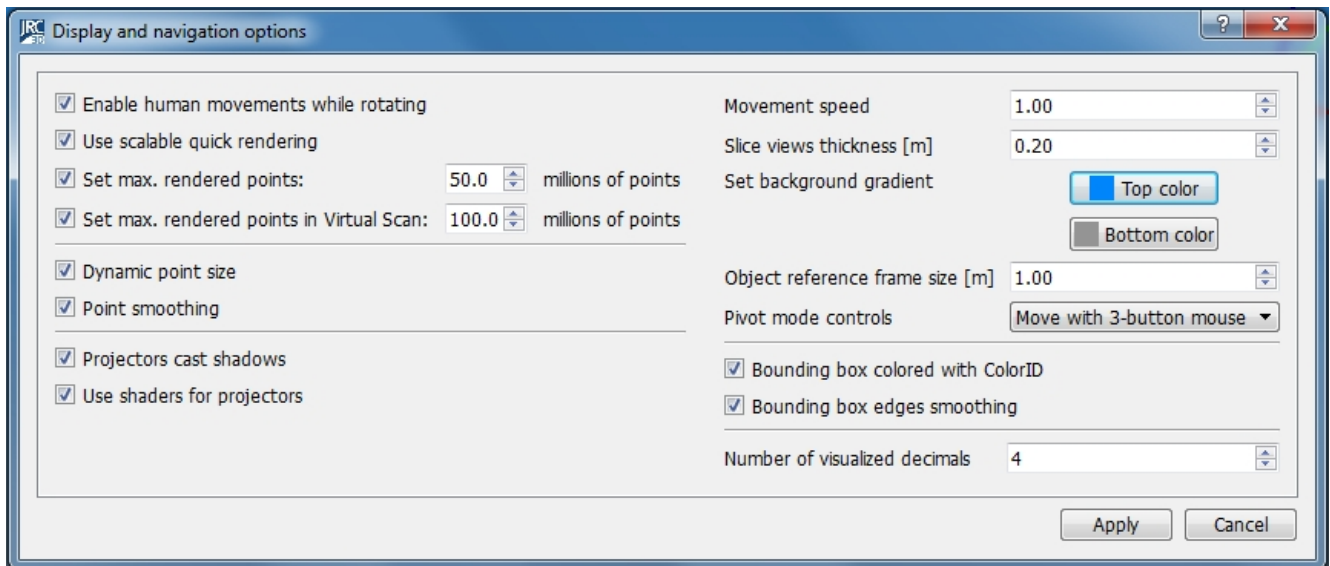 JRC 3D Display and navigation options
Enable human movements while rotating
Use scalable quick rendering
Set max. rendered points: 50.0 millions of points
Set max. rendered points in Virtual Scan: 100.0 millions of points
Dynamic point size
Point smoothing
Projectors cast shadows
Use shaders for projectors
Movement speed 1.00
Slice views thickness [m] 0.20
Set background gradient Top color
Bottom color
Object reference frame size [m] 1.00
Pivot mode controls Move with 3-button mouse
Bounding box colored with ColorID
Bounding box edges smoothing
Number of visualized decimals 4
Apply Cancel